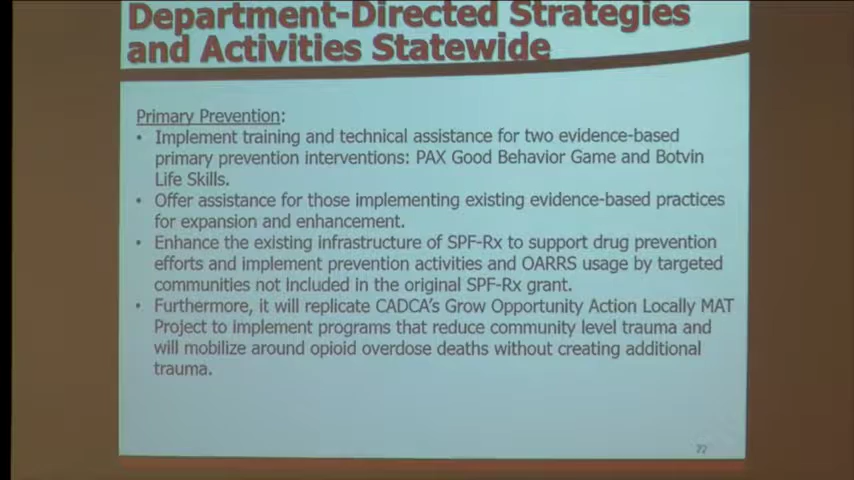 Department-Directed Strategies
and Activities Statewide
Primary Prevention:
• Implement training and technical assistance for two evidence-based
primary prevention interventions: PAX Good Behavior Game and Botvin
Life Skills.
• Offer assistance for those implementing existing evidence-based practices
for expansion and enhancement.
• Enhance the existing infrastructure of SPF-Rx to support drug prevention
efforts and implement prevention activities and OARRS usage by targeted
communities not included in the original SPF-Rx grant.
• Furthermore, it will replicate CADCA's Grow Opportunity Action Locally MAT
Project to implement programs that reduce community level trauma and
will mobilize around opioid overdose deaths without creating additional
trauma.